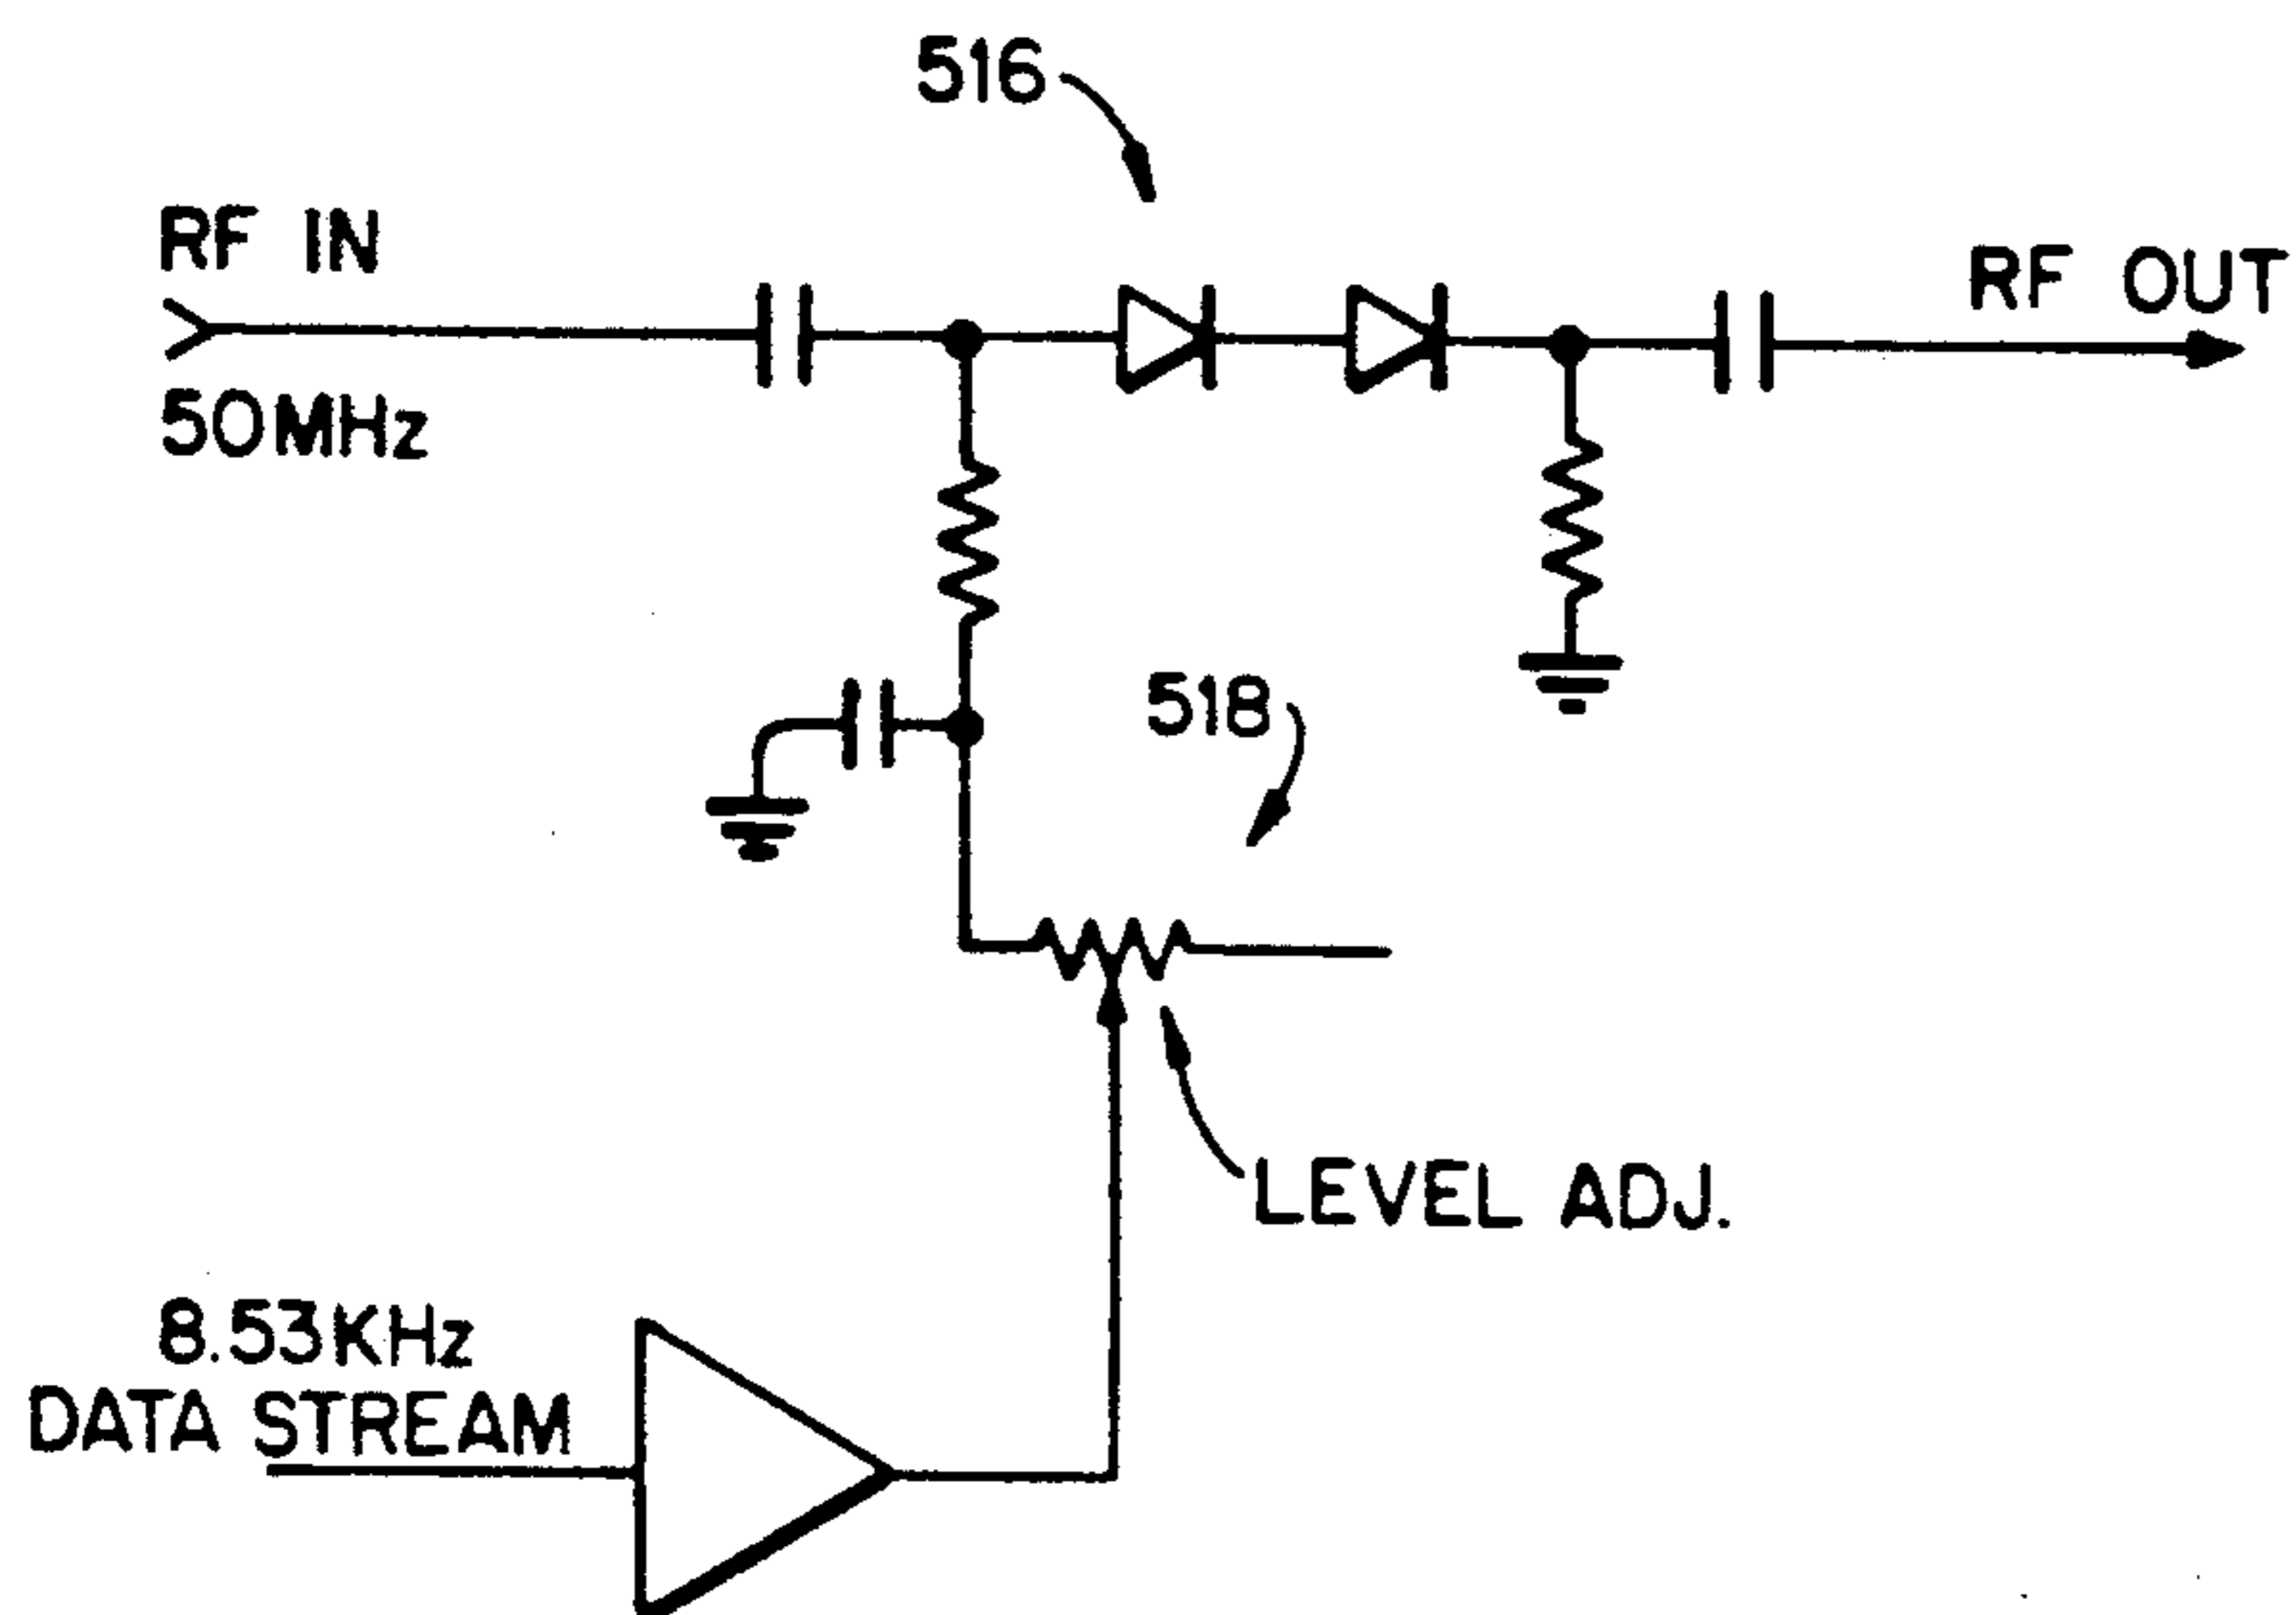 516
RF IN
RF OUT
50MHz
518
LEVEL ADJ.
8.53KHz
DATA STREAM